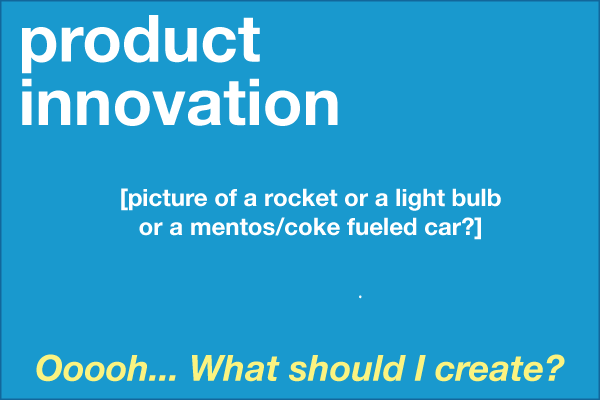 product
innovation
[picture of a rocket or a light bulb
or a mentos/coke fueled car?]
.
Ooooh... What should I create?